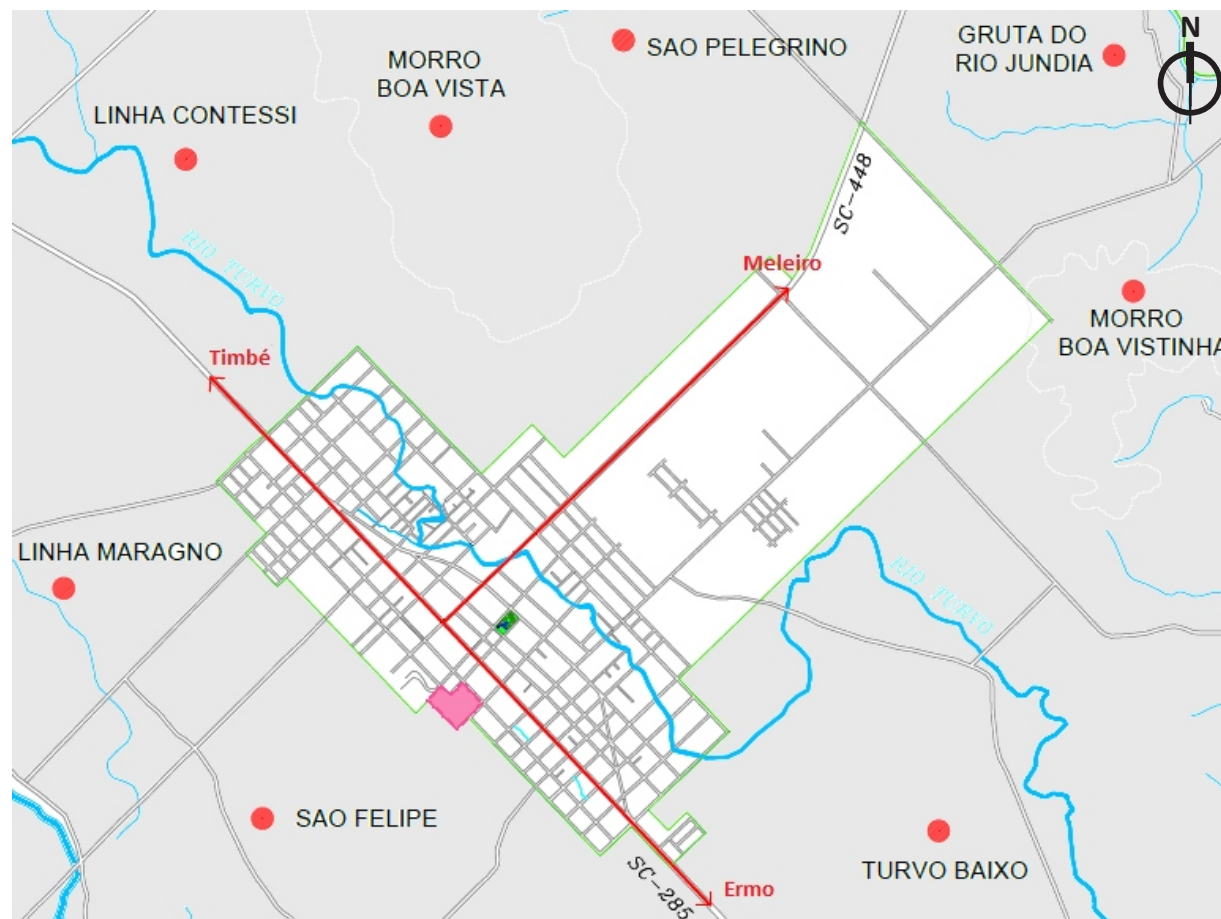 N
SAO PELEGRINO
GRUTA DO
RIO JUNDIA
MORRO
BOA VISTA
LINHA CONTESSI
SC-448
RIO TURVO
Meleiro
MORRO
BOA VISTINHA
Timbé
LINHA MARAGNO
RIO TURVO
SAO FELIPE
TURVO BAIXO
SC-285
Ermo